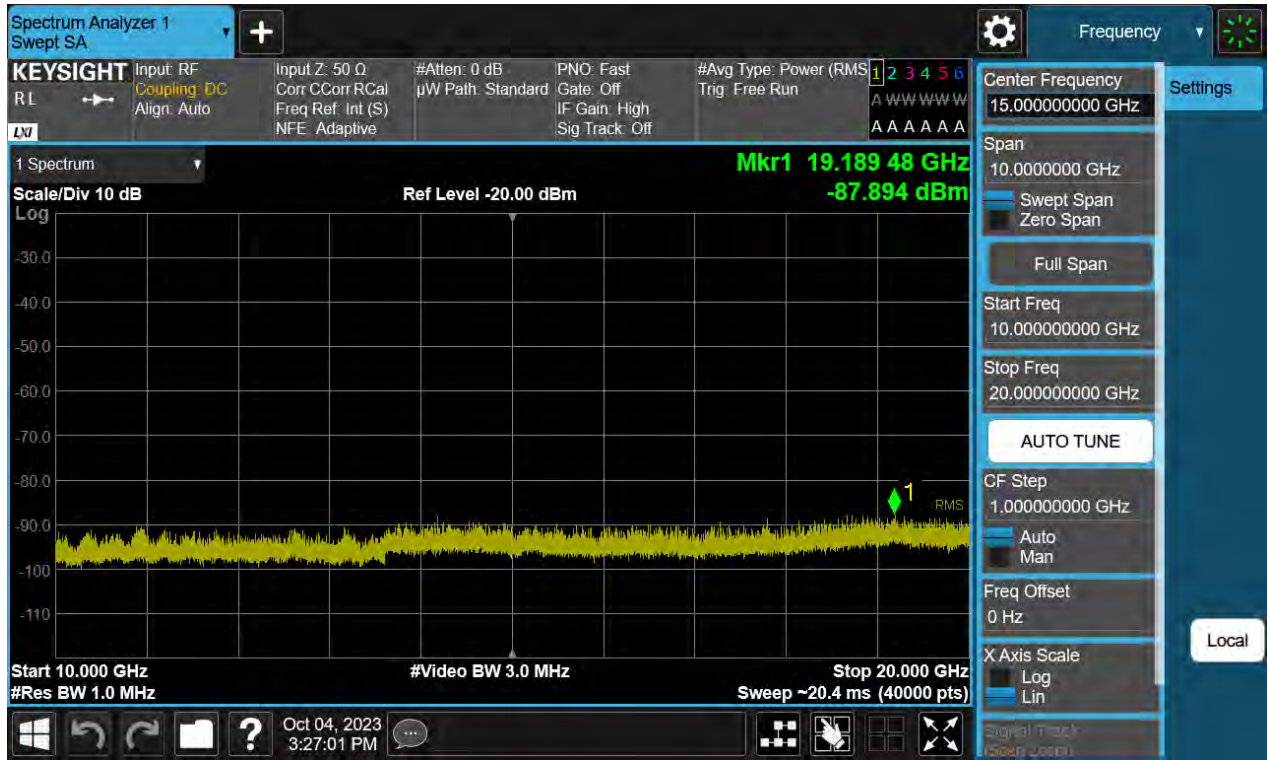 Spectrum Analyzer 1
Swept SA
+
Frequency
KEYSIGHT
RL
LXI
Input: RF
Coupling: DC
Align: Auto
Input Z: 50 Ω
Corr CCorr RCal
Freq Ref: Int (S)
NFE: Adaptive
#Atten: 0 dB
µW Path: Standard
PNO: Fast
Gate: Off
IF Gain: High
Sig Track: Off
#Avg Type: Power (RMS
Trig: Free Run
1 2 3 4 5 6
A W W W W W
A A A A A A
1 Spectrum
Mkr1 19.189 48 GHz
-87.894 dBm
Scale/Div 10 dB
Ref Level -20.00 dBm
Log
-30.0
-40.0
-50.0
-60.0
-70.0
-80.0
-90.0
-100
-110
1
RMS
Start 10.000 GHz
#Video BW 3.0 MHz
Stop 20.000 GHz
#Res BW 1.0 MHz
Sweep ~20.4 ms (40000 pts)
Oct 04, 2023
3:27:01 PM
?
Center Frequency
15.000000000 GHz
Settings
Span
10.0000000 GHz
Swept Span
Zero Span
Full Span
Start Freq
10.000000000 GHz
Stop Freq
20.000000000 GHz
AUTO TUNE
CF Step
1.000000000 GHz
Auto
Man
Freq Offset
0 Hz
X Axis Scale
Log
Lin
Local
Signal Track
(Span Zoom)